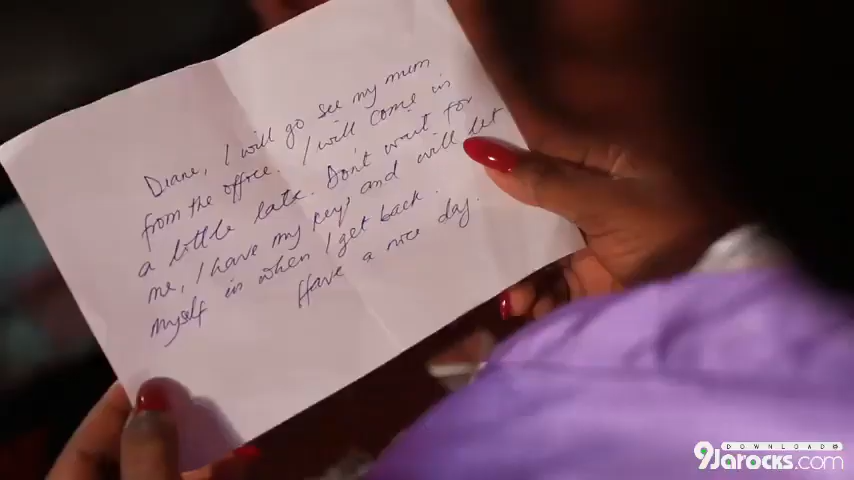 Diane, I will go see my mum
from the office. I will come in
a little late. Don't wait for
me, I have my keys and will let
myself in when I get back.
Have a nice day.
DOWNLOAD
9JAROCKS.COM